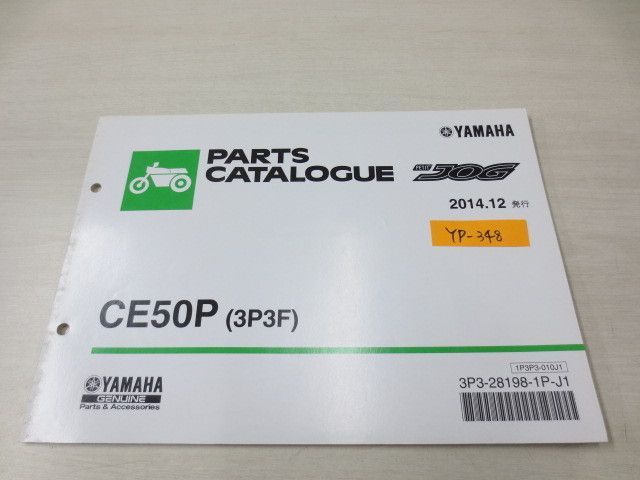 YAMAHA
PARTS
CATALOGUE
PETIT JOG
2014.12 発行
YP-348
CE50P (3P3F)
1P3P3-010J1
YAMAHA
GENUINE
Parts & Accessories
3P3-28198-1P-J1